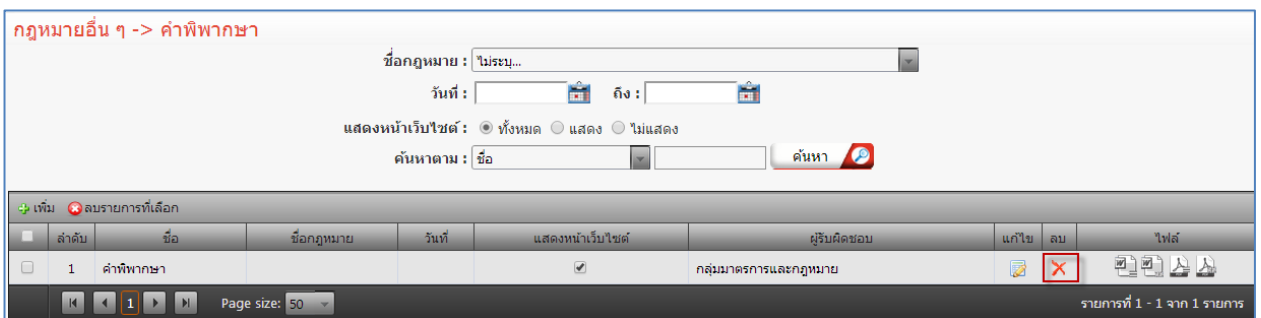 กฎหมายอื่น ๆ -> คำพิพากษา
ชื่อกฎหมาย : ไม่ระบุ...
วันที่ : ถึง :
แสดงหน้าเว็บไซต์ : ทั้งหมด แสดง ไม่แสดง
ค้นหาตาม : ชื่อ ค้นหา
เพิ่ม ลบรายการที่เลือก
ลำดับ ชื่อ ชื่อกฎหมาย วันที่ แสดงหน้าเว็บไซต์ ผู้รับผิดชอบ แก้ไข ลบ ไฟล์
1 คำพิพากษา กลุ่มมาตรการและกฎหมาย
1 Page size: 50 รายการที่ 1 - 1 จาก 1 รายการ